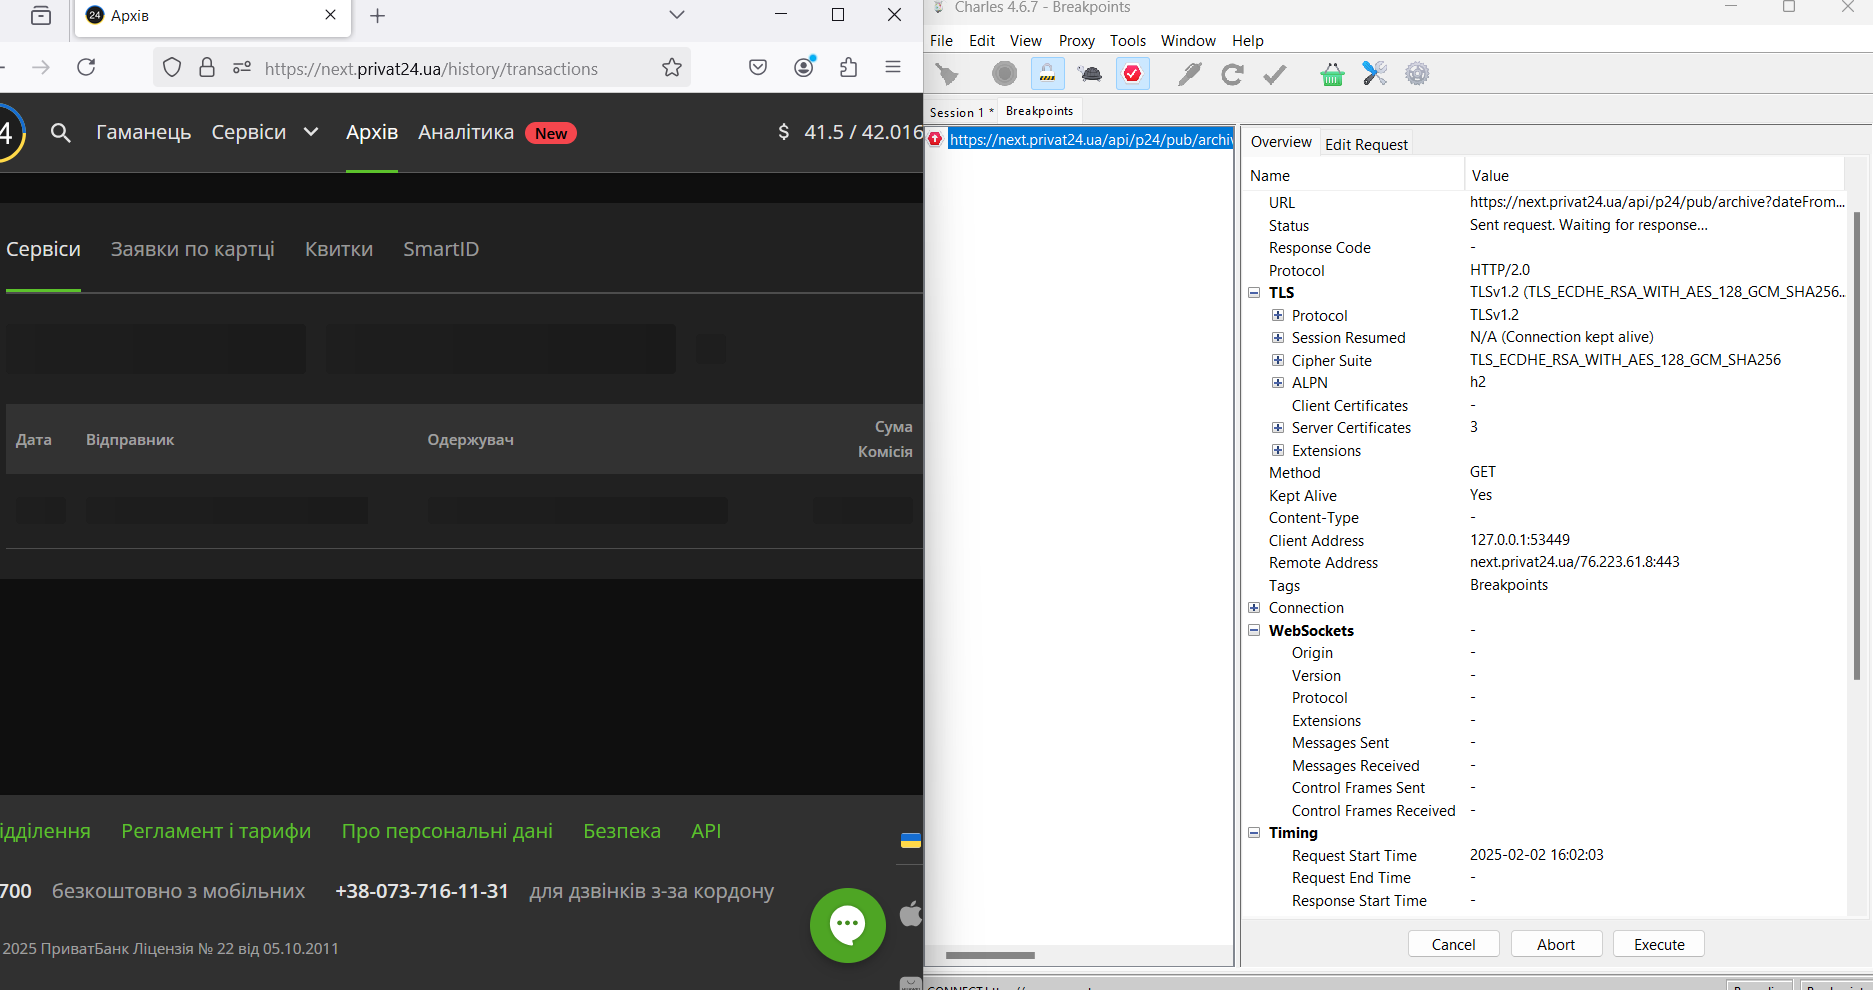 Архів
https://next.privat24.ua/history/transactions
Гаманець Сервіси Архів Аналітика New $ 41.5 / 42.016
Сервіси Заявки по картці Квитки SmartID
Дата Відправник Одержувач Сума
Комісія
Регламент і тарифи Про персональні дані Безпека API
700 безкоштовно з мобільних +38-073-716-11-31 для дзвінків з-за кордону
2025 ПриватБанк Ліцензія № 22 від 05.10.2011
Charles 4.6.7 - Breakpoints
File Edit View Proxy Tools Window Help
Session 1 * Breakpoints
https://next.privat24.ua/api/p24/pub/archiv
Overview Edit Request
Name Value
URL https://next.privat24.ua/api/p24/pub/archive?dateFrom...
Status Sent request. Waiting for response...
Response Code -
Protocol HTTP/2.0
TLS TLSv1.2 (TLS_ECDHE_RSA_WITH_AES_128_GCM_SHA256...
Protocol TLSv1.2
Session Resumed N/A (Connection kept alive)
Cipher Suite TLS_ECDHE_RSA_WITH_AES_128_GCM_SHA256
ALPN h2
Client Certificates -
Server Certificates 3
Extensions
Method GET
Kept Alive Yes
Content-Type -
Client Address 127.0.0.1:53449
Remote Address next.privat24.ua/76.223.61.8:443
Tags Breakpoints
Connection
WebSockets -
Origin -
Version -
Protocol -
Extensions -
Messages Sent -
Messages Received -
Control Frames Sent -
Control Frames Received -
Timing
Request Start Time 2025-02-02 16:02:03
Request End Time -
Response Start Time -
Cancel Abort Execute